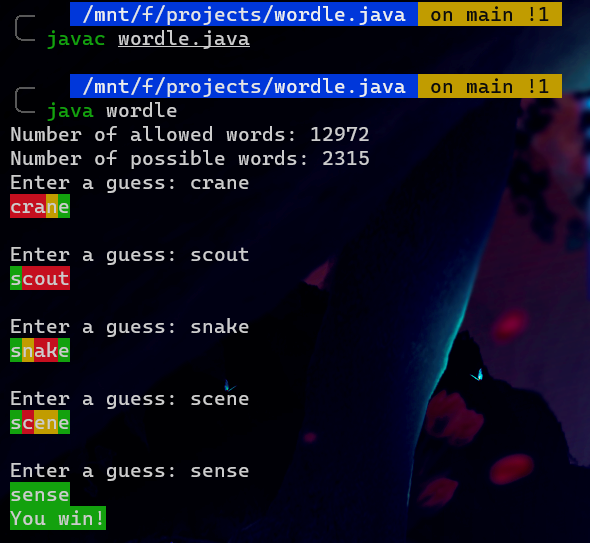 /mnt/f/projects/wordle.java on main !1
javac wordle.java
/mnt/f/projects/wordle.java on main !1
java wordle
Number of allowed words: 12972
Number of possible words: 2315
Enter a guess: crane
crane
Enter a guess: scout
scout
Enter a guess: snake
snake
Enter a guess: scene
scene
Enter a guess: sense
sense
You win!